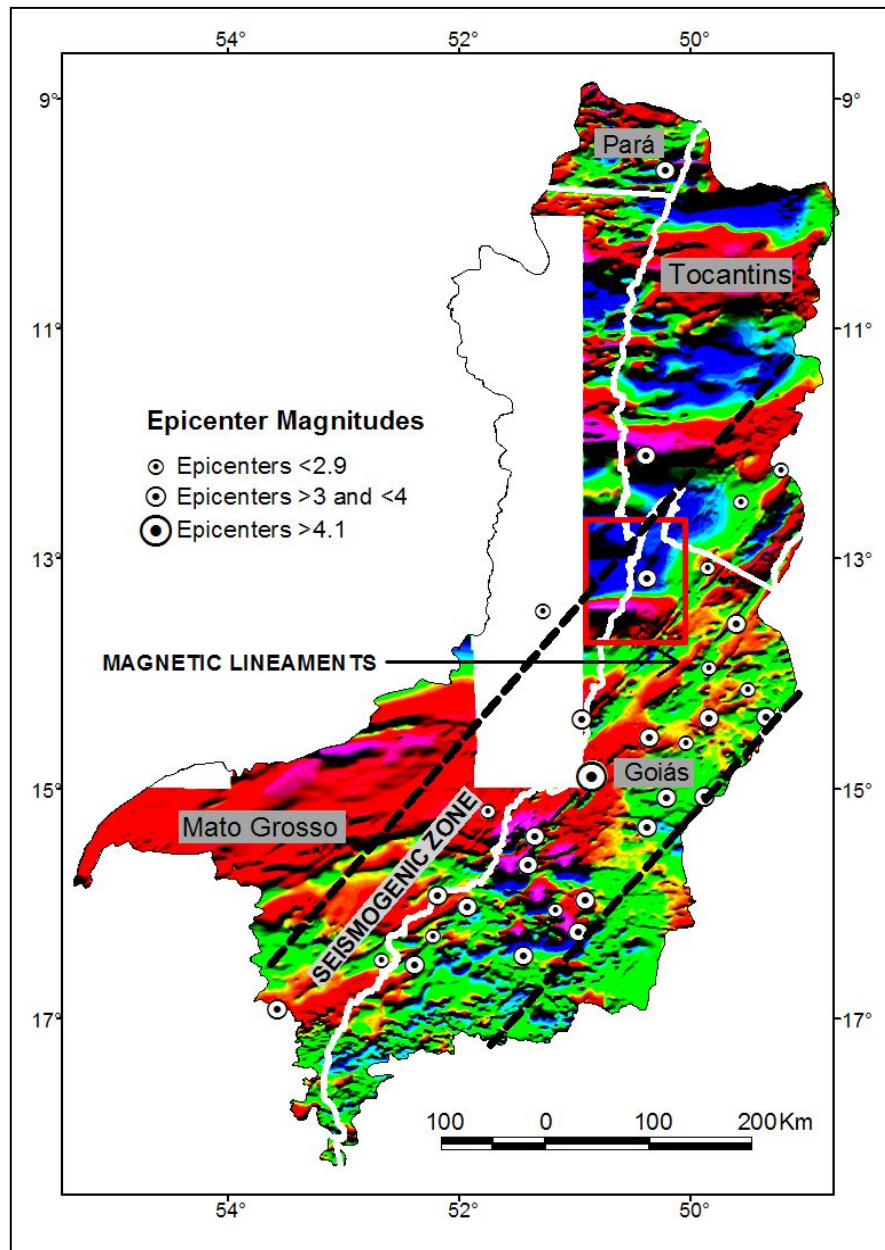 54° 52° 50°
9° 9°
Pará
Tocantins
11° 11°
Epicenter Magnitudes
Epicenters <2.9
Epicenters >3 and <4
Epicenters >4.1
13° 13°
MAGNETIC LINEAMENTS
Goiás
15° 15°
Mato Grosso
SEISMOGENIC ZONE
17° 17°
100 0 100 200Km
54° 52° 50°